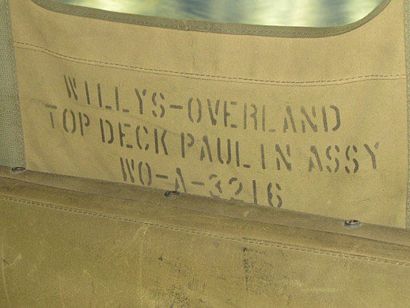 WILLYS-OVERLAND
TOP DECK PAULIN ASSY
WO-A-3216